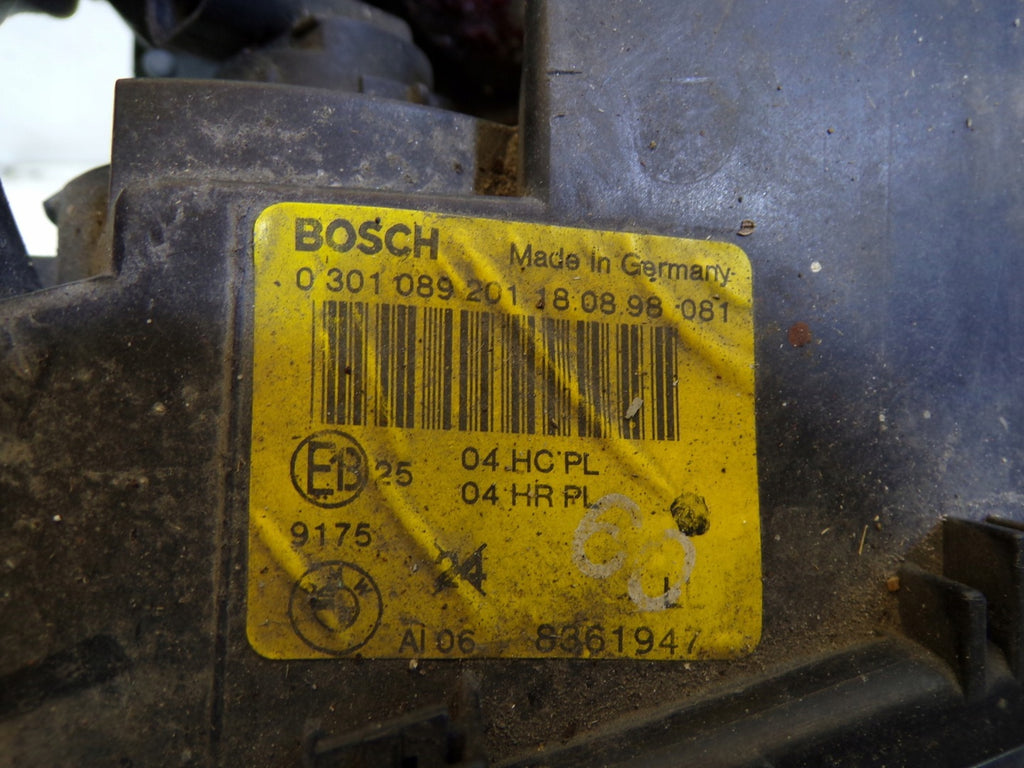 BOSCH Made in Germany
0 301 089 201 18.08.98 081
E13 25 04 HC PL
04 HR PL
9175
24
60
L
AI 06 8361947